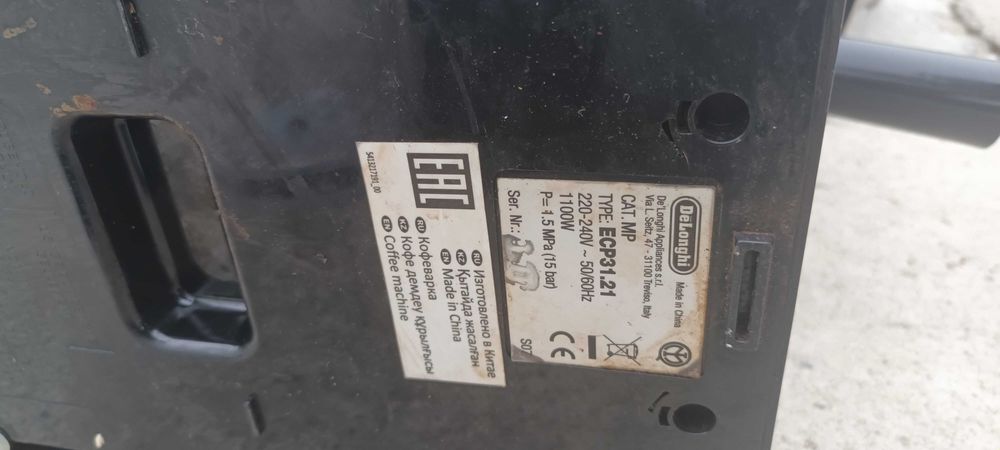 DeLonghi Made in China
De'Longhi Appliances s.r.l.
Via L. Seitz, 47 - 31100 Treviso, Italy
CAT. MP
TYPE ECP31.21
220-240V ~ 50/60Hz
1100W
P= 1.5 MPa (15 bar)
Ser. Nr.:
CE
EAC
RU Изготовлено в Китае
KZ Қытайда жасалған
EN Made in China
RU Кофеварка
KZ Кофе демдеу құрылғысы
EN Coffee machine
5413217191_00